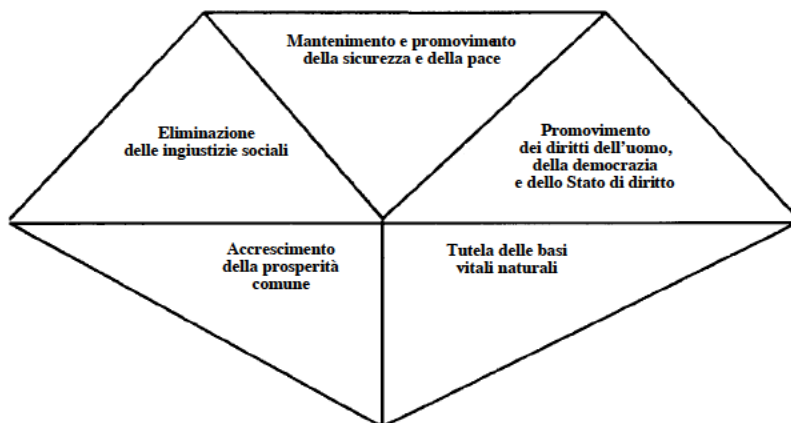 Mantenimento e promovimento
della sicurezza e della pace
Eliminazione
delle ingiustizie sociali
Promovimento
dei diritti dell'uomo,
della democrazia
e dello Stato di diritto
Accrescimento
della prosperità
comune
Tutela delle basi
vitali naturali